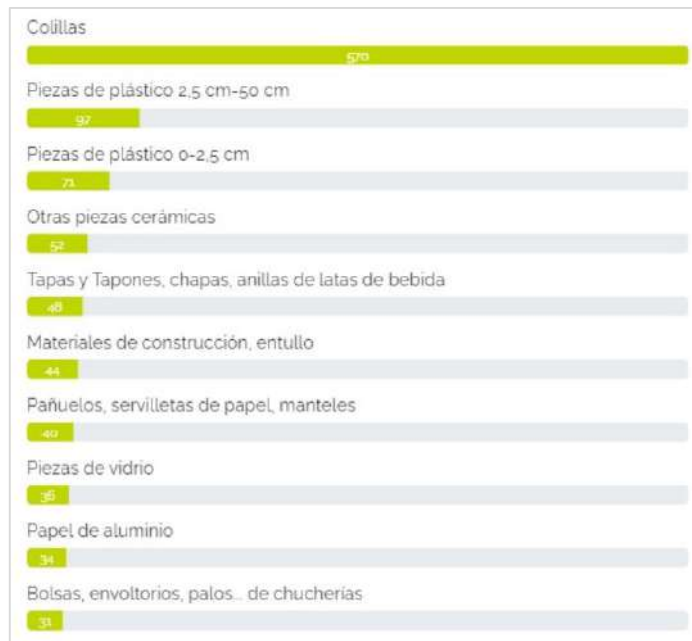 Colillas
570
Piezas de plástico 2,5 cm-50 cm
97
Piezas de plástico 0-2,5 cm
71
Otras piezas cerámicas
52
Tapas y Tapones, chapas, anillas de latas de bebida
48
Materiales de construcción, entullo
44
Pañuelos, servilletas de papel, manteles
40
Piezas de vidrio
36
Papel de aluminio
34
Bolsas, envoltorios, palos... de chucherías
31